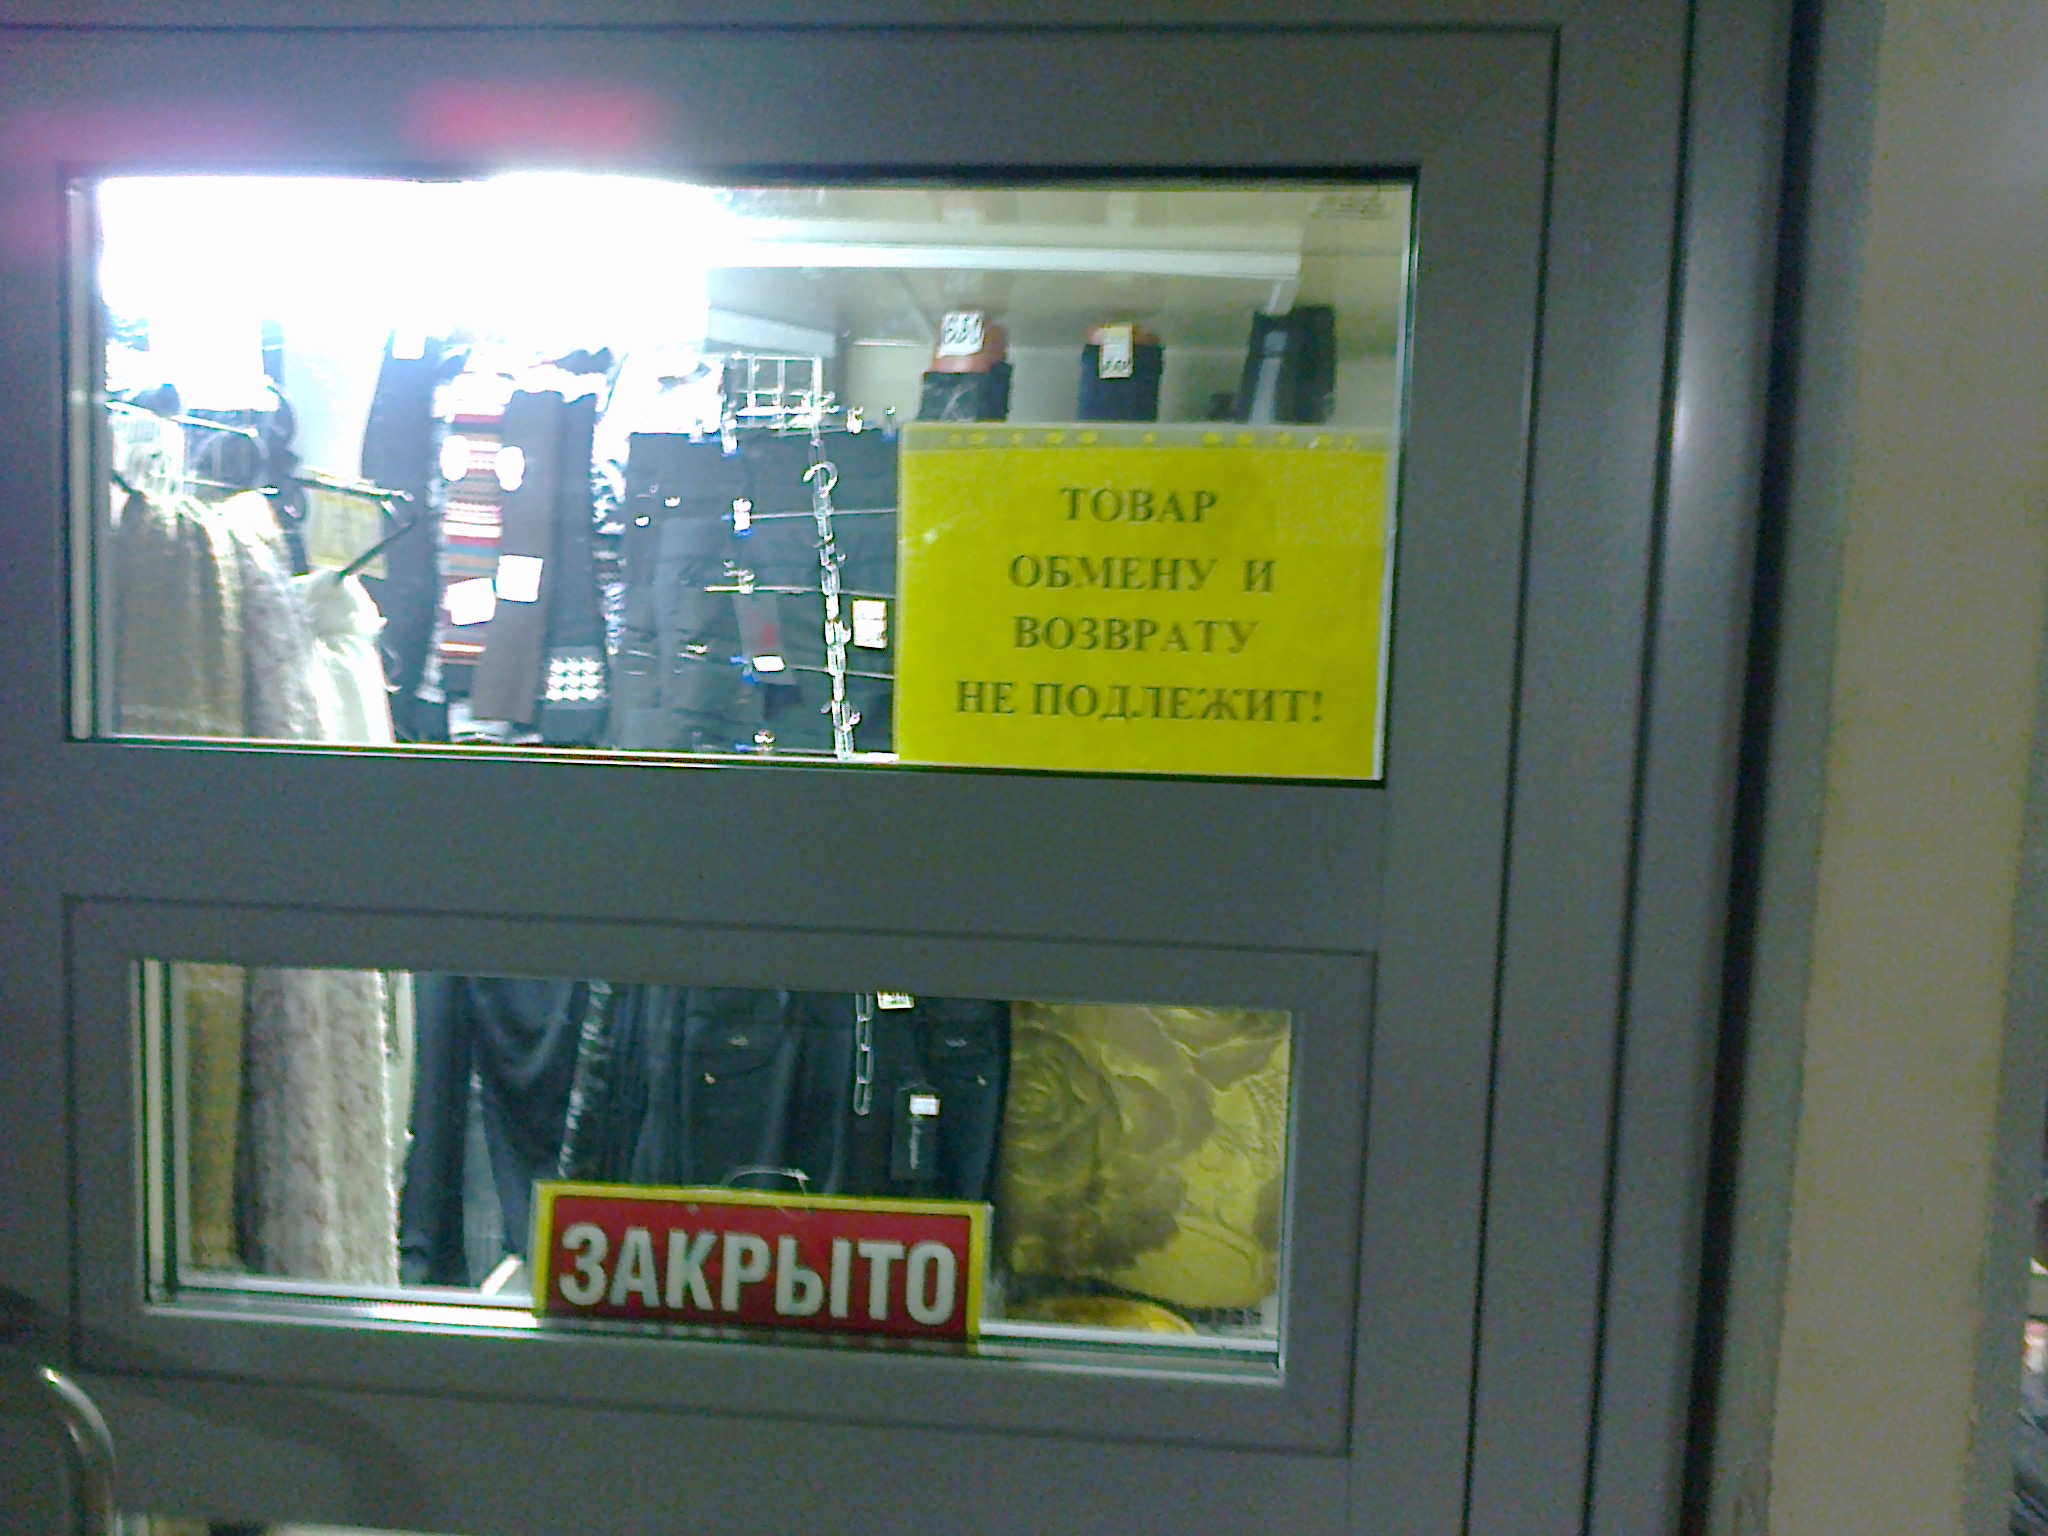 ТОВАР
ОБМЕНУ И
ВОЗВРАТУ
НЕ ПОДЛЕЖИТ!
ЗАКРЫТО